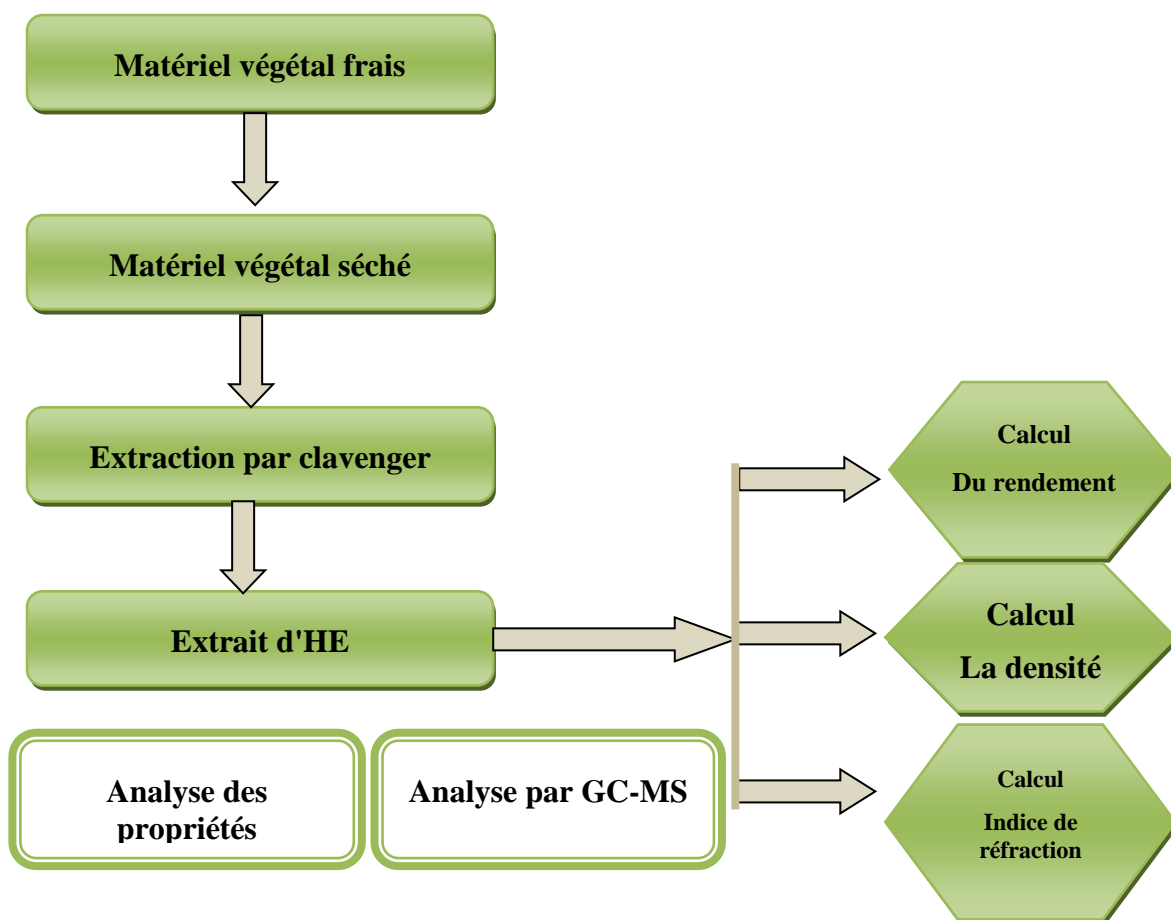 Matériel végétal frais
Matériel végétal séché
Extraction par clavenger
Extrait d'HE
Analyse des
propriétés
Analyse par GC-MS
Calcul
Du rendement
Calcul
La densité
Calcul
Indice de
réfraction